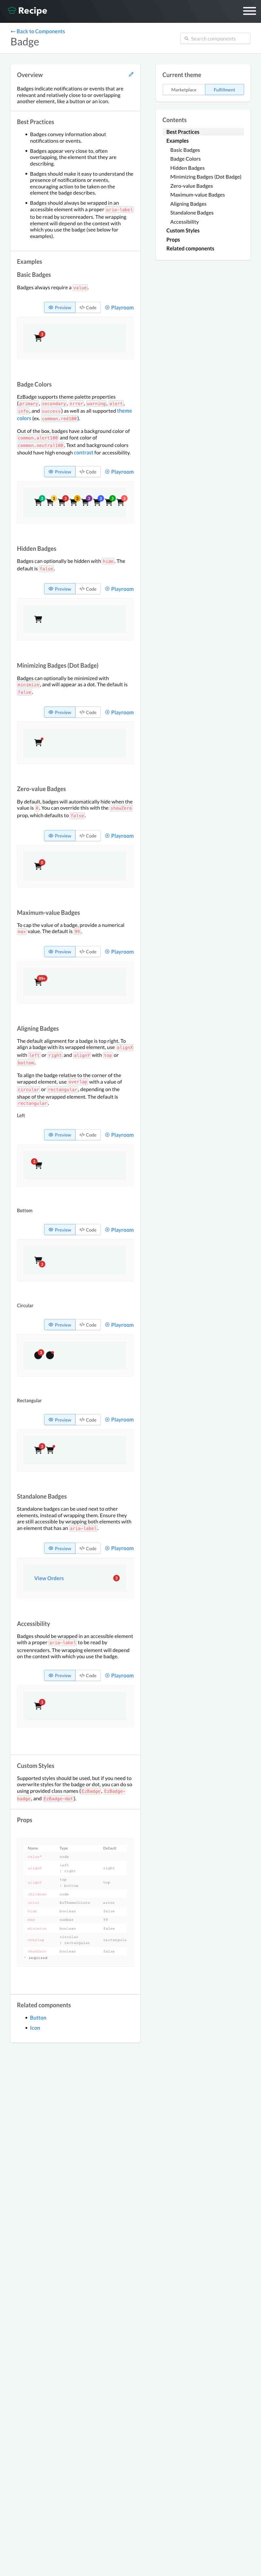 Recipe
← Back to Components
Badge
Search components
Overview
Badges indicate notifications or events that are
relevant and relatively close to or overlapping
another element, like a button or an icon.
Best Practices
Badges convey information about
notifications or events.
Badges appear very close to, often
overlapping, the element that they are
describing.
Badges should make it easy to understand the
presence of notifications or events,
encouraging action to be taken on the
element the badge describes.
Badges should always be wrapped in an
accessible element with a proper aria-label
to be read by screenreaders. The wrapping
element will depend on the context with
which you use the badge (see below for
examples).
Examples
Basic Badges
Badges always require a value.
Preview Code Playroom
Badge Colors
EzBadge supports theme palette properties
(primary, secondary, error, warning, alert,
info, and success) as well as all supported theme
colors (ex. common.red500).
Out of the box, badges have a background color of
common.alert100 and font color of
common.neutral100. Text and background colors
should have high enough contrast for accessibility.
Preview Code Playroom
Hidden Badges
Badges can optionally be hidden with hide. The
default is false.
Preview Code Playroom
Minimizing Badges (Dot Badge)
Badges can optionally be minimized with
minimize, and will appear as a dot. The default is
false.
Preview Code Playroom
Zero-value Badges
By default, badges will automatically hide when the
value is 0. You can override this with the showZero
prop, which defaults to false.
Preview Code Playroom
Maximum-value Badges
To cap the value of a badge, provide a numerical
max value. The default is 99.
Preview Code Playroom
99+
Aligning Badges
The default alignment for a badge is top right. To
align a badge with its wrapped element, use alignX
with left or right and alignY with top or
bottom.
To align the badge relative to the corner of the
wrapped element, use overlap with a value of
circular or rectangular, depending on the
shape of the wrapped element. The default is
rectangular.
Left
Preview Code Playroom
Bottom
Preview Code Playroom
Circular
Preview Code Playroom
Rectangular
Preview Code Playroom
Standalone Badges
Standalone badges can be used next to other
elements, instead of wrapping them. Ensure they
are still accessible by wrapping both elements with
an element that has an aria-label.
Preview Code Playroom
View Orders
Accessibility
Badges should be wrapped in an accessible element
with a proper aria-label to be read by
screenreaders. The wrapping element will depend
on the context with which you use the badge.
Preview Code Playroom
Custom Styles
Supported styles should be used, but if you need to
overwrite styles for the badge or dot, you can do so
using provided class names (EzBadge, EzBadge-
badge, and EzBadge-dot).
Props
Name Type Default
value* node
alignX left
| right right
alignY top
| bottom top
children node
hide boolean false
max number 99
minimize boolean false
overlap circular
| rectangular rectangular
showZero boolean false
* required
Related components
Button
Icon
Current theme
Marketplace Fulfillment
Contents
Best Practices
Examples
Basic Badges
Badge Colors
Hidden Badges
Minimizing Badges (Dot Badge)
Zero-value Badges
Maximum-value Badges
Aligning Badges
Standalone Badges
Accessibility
Custom Styles
Props
Related components